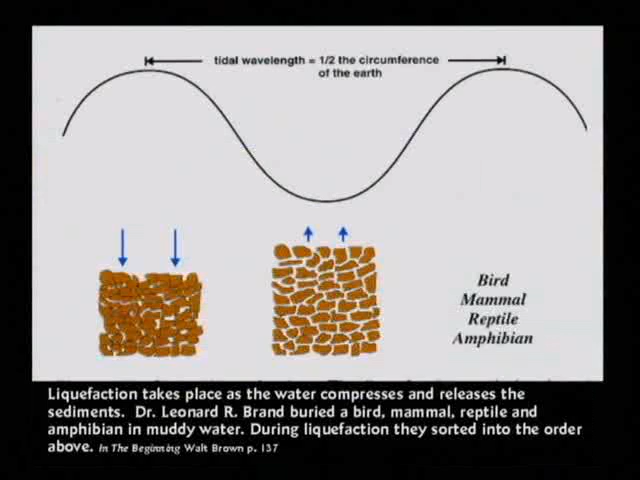 tidal wavelength = 1/2 the circumference
of the earth
Bird
Mammal
Reptile
Amphibian
Liquefaction takes place as the water compresses and releases the
sediments. Dr. Leonard R. Brand buried a bird, mammal, reptile and
amphibian in muddy water. During liquefaction they sorted into the order
above. In The Beginning Walt Brown p. 137